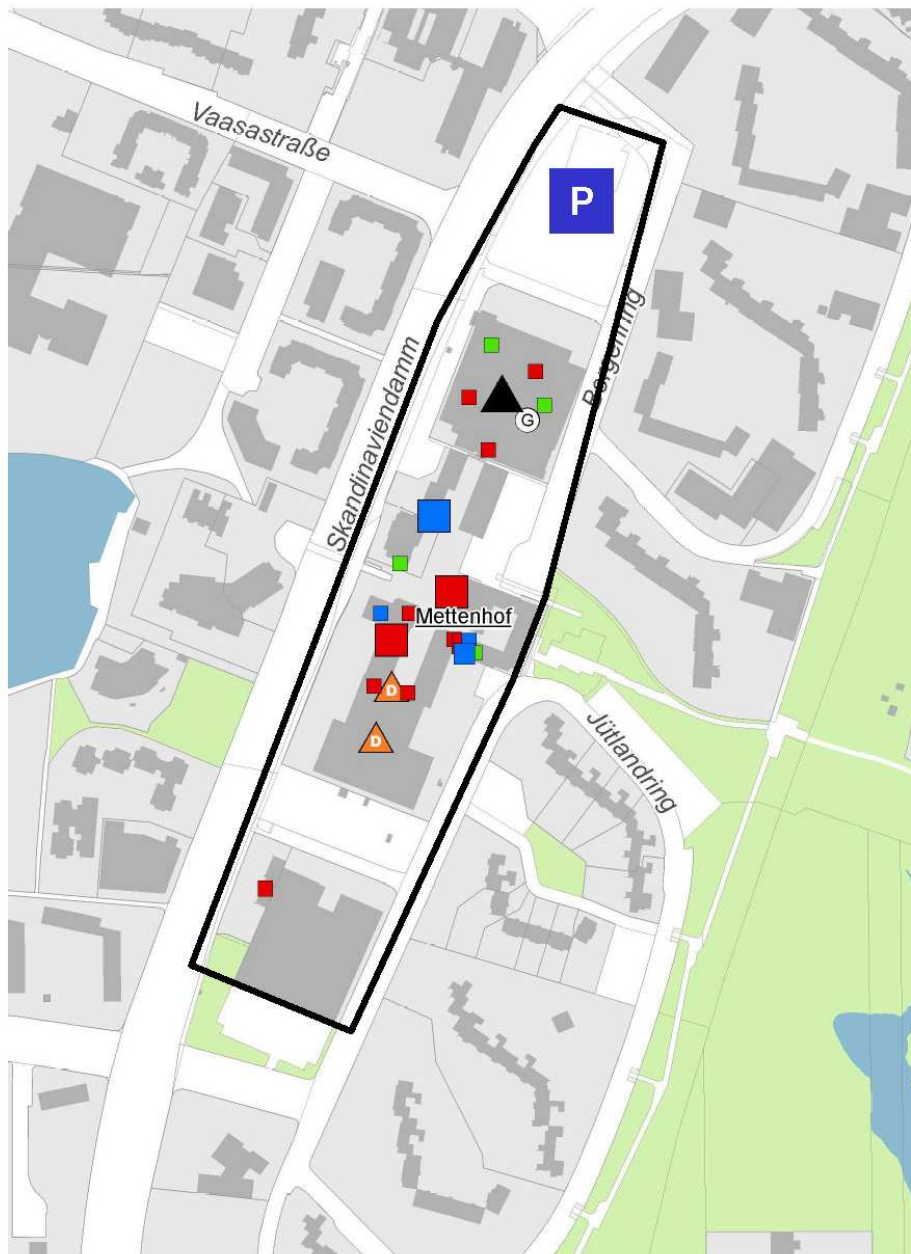 Vaasastraße
P
Skandinaviendamm
Bergenring
G
Mettenhof
D
D
Jütlandring